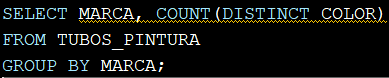 SELECT MARCA, COUNT(DISTINCT COLOR)
FROM TUBOS_PINTURA
GROUP BY MARCA;